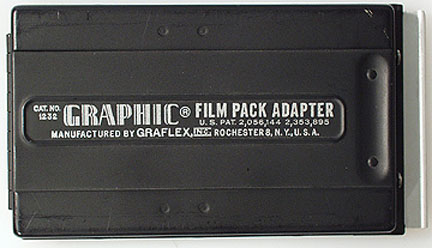 CAT. NO. 1232
GRAPHIC® FILM PACK ADAPTER
U.S. PAT. 2,056,144 2,353,895
MANUFACTURED BY GRAFLEX, INC. ROCHESTER 8, N.Y., U.S.A.